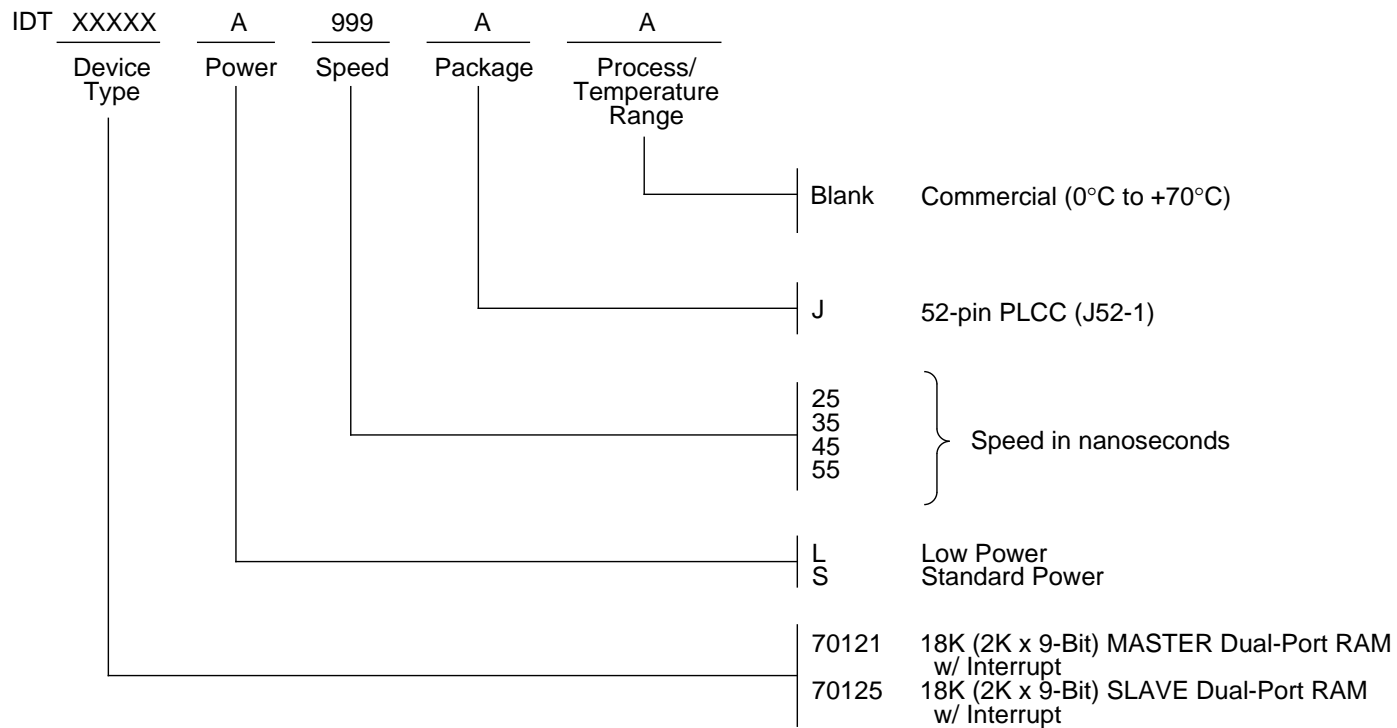 IDT XXXXX A 999 A A
Device Type
Power
Speed
Package
Process/
Temperature
Range
Blank Commercial (0°C to +70°C)
J 52-pin PLCC (J52-1)
25
35
45
55
Speed in nanoseconds
L Low Power
S Standard Power
70121 18K (2K x 9-Bit) MASTER Dual-Port RAM
w/ Interrupt
70125 18K (2K x 9-Bit) SLAVE Dual-Port RAM
w/ Interrupt